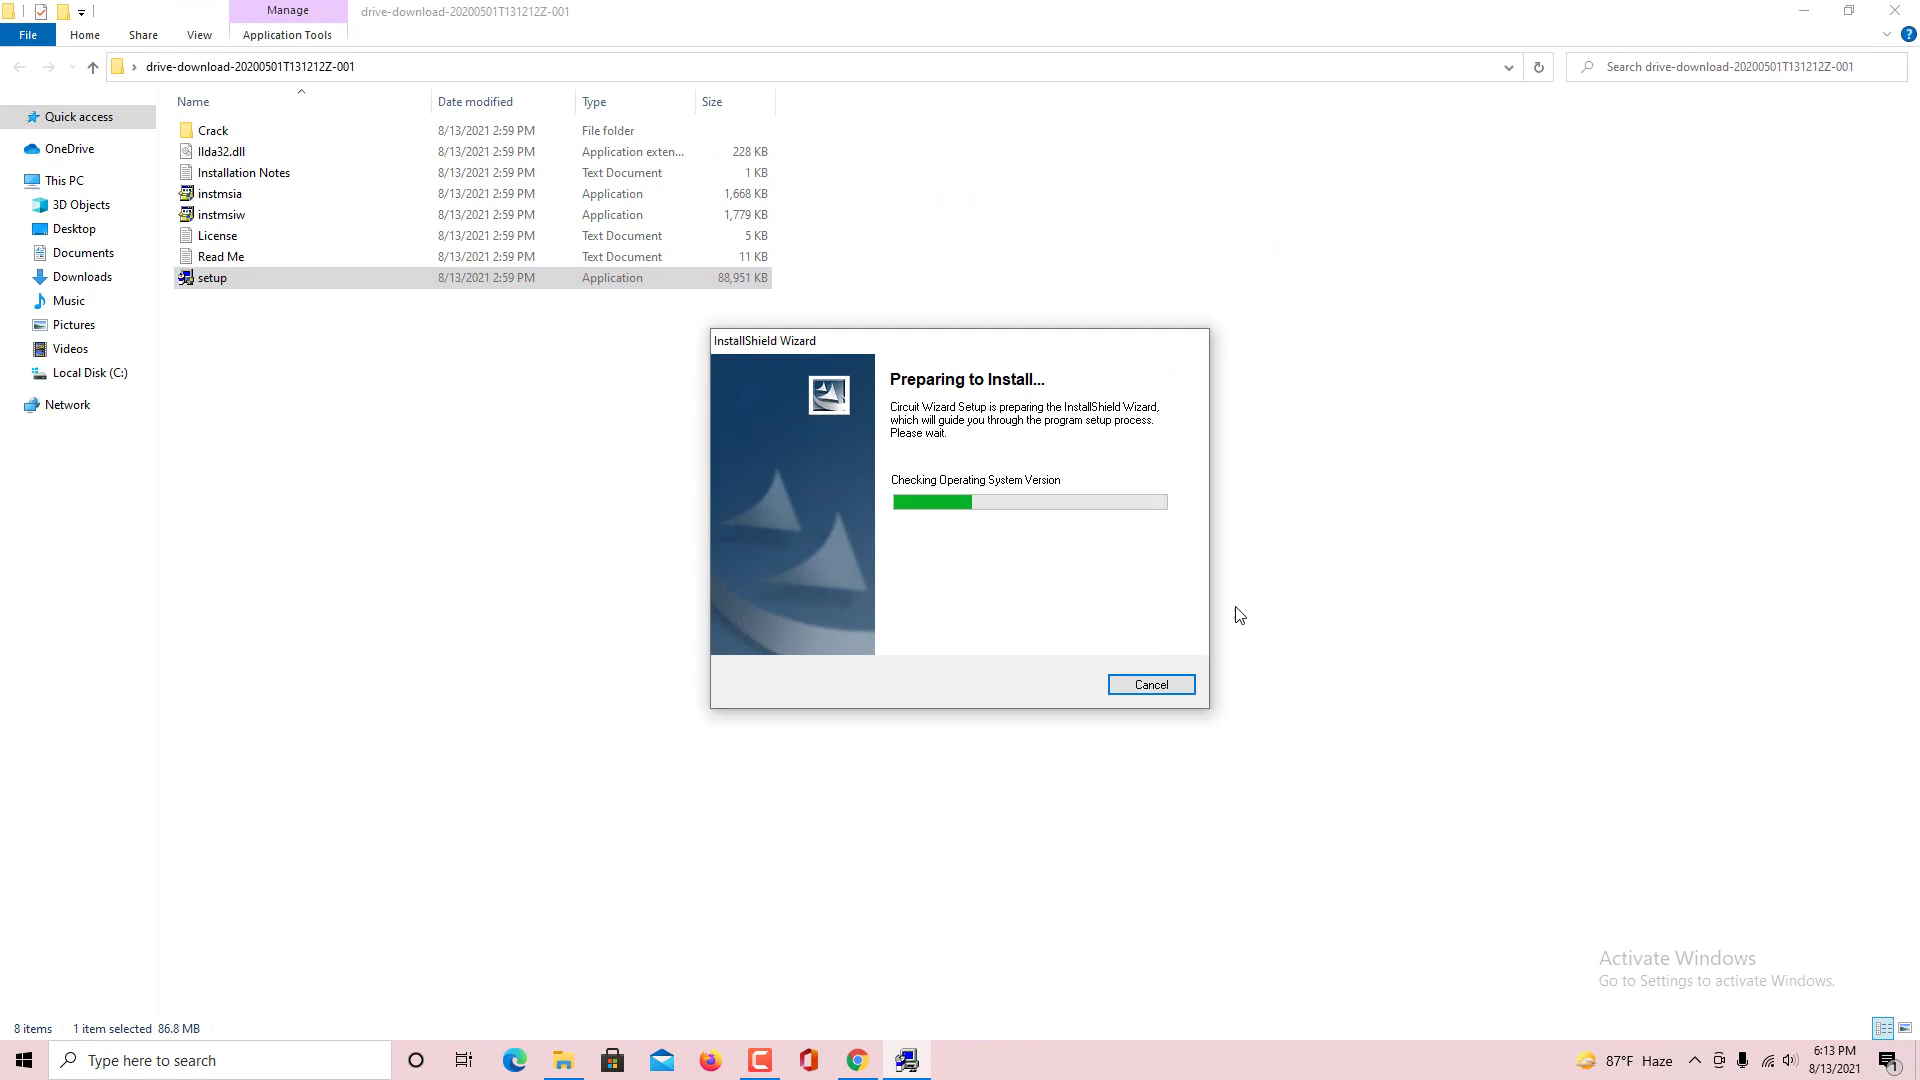 Manage
drive-download-20200501T131212Z-001
File
Home
Share
View
Application Tools
drive-download-20200501T131212Z-001
Search drive-download-20200501T131212Z-001
Name
Date modified
Type
Size
Crack
8/13/2021 2:59 PM
File folder
llda32.dll
8/13/2021 2:59 PM
Application exten...
228 KB
Installation Notes
8/13/2021 2:59 PM
Text Document
1 KB
instmsia
8/13/2021 2:59 PM
Application
1,668 KB
instmsiw
8/13/2021 2:59 PM
Application
1,779 KB
License
8/13/2021 2:59 PM
Text Document
5 KB
Read Me
8/13/2021 2:59 PM
Text Document
11 KB
setup
8/13/2021 2:59 PM
Application
88,951 KB
Quick access
OneDrive
This PC
3D Objects
Desktop
Documents
Downloads
Music
Pictures
Videos
Local Disk (C:)
Network
InstallShield Wizard
Preparing to Install...
Circuit Wizard Setup is preparing the InstallShield Wizard,
which will guide you through the program setup process.
Please wait.
Checking Operating System Version
Cancel
Activate Windows
Go to Settings to activate Windows.
8 items
1 item selected 86.8 MB
Type here to search
87°F Haze
6:13 PM
8/13/2021
1